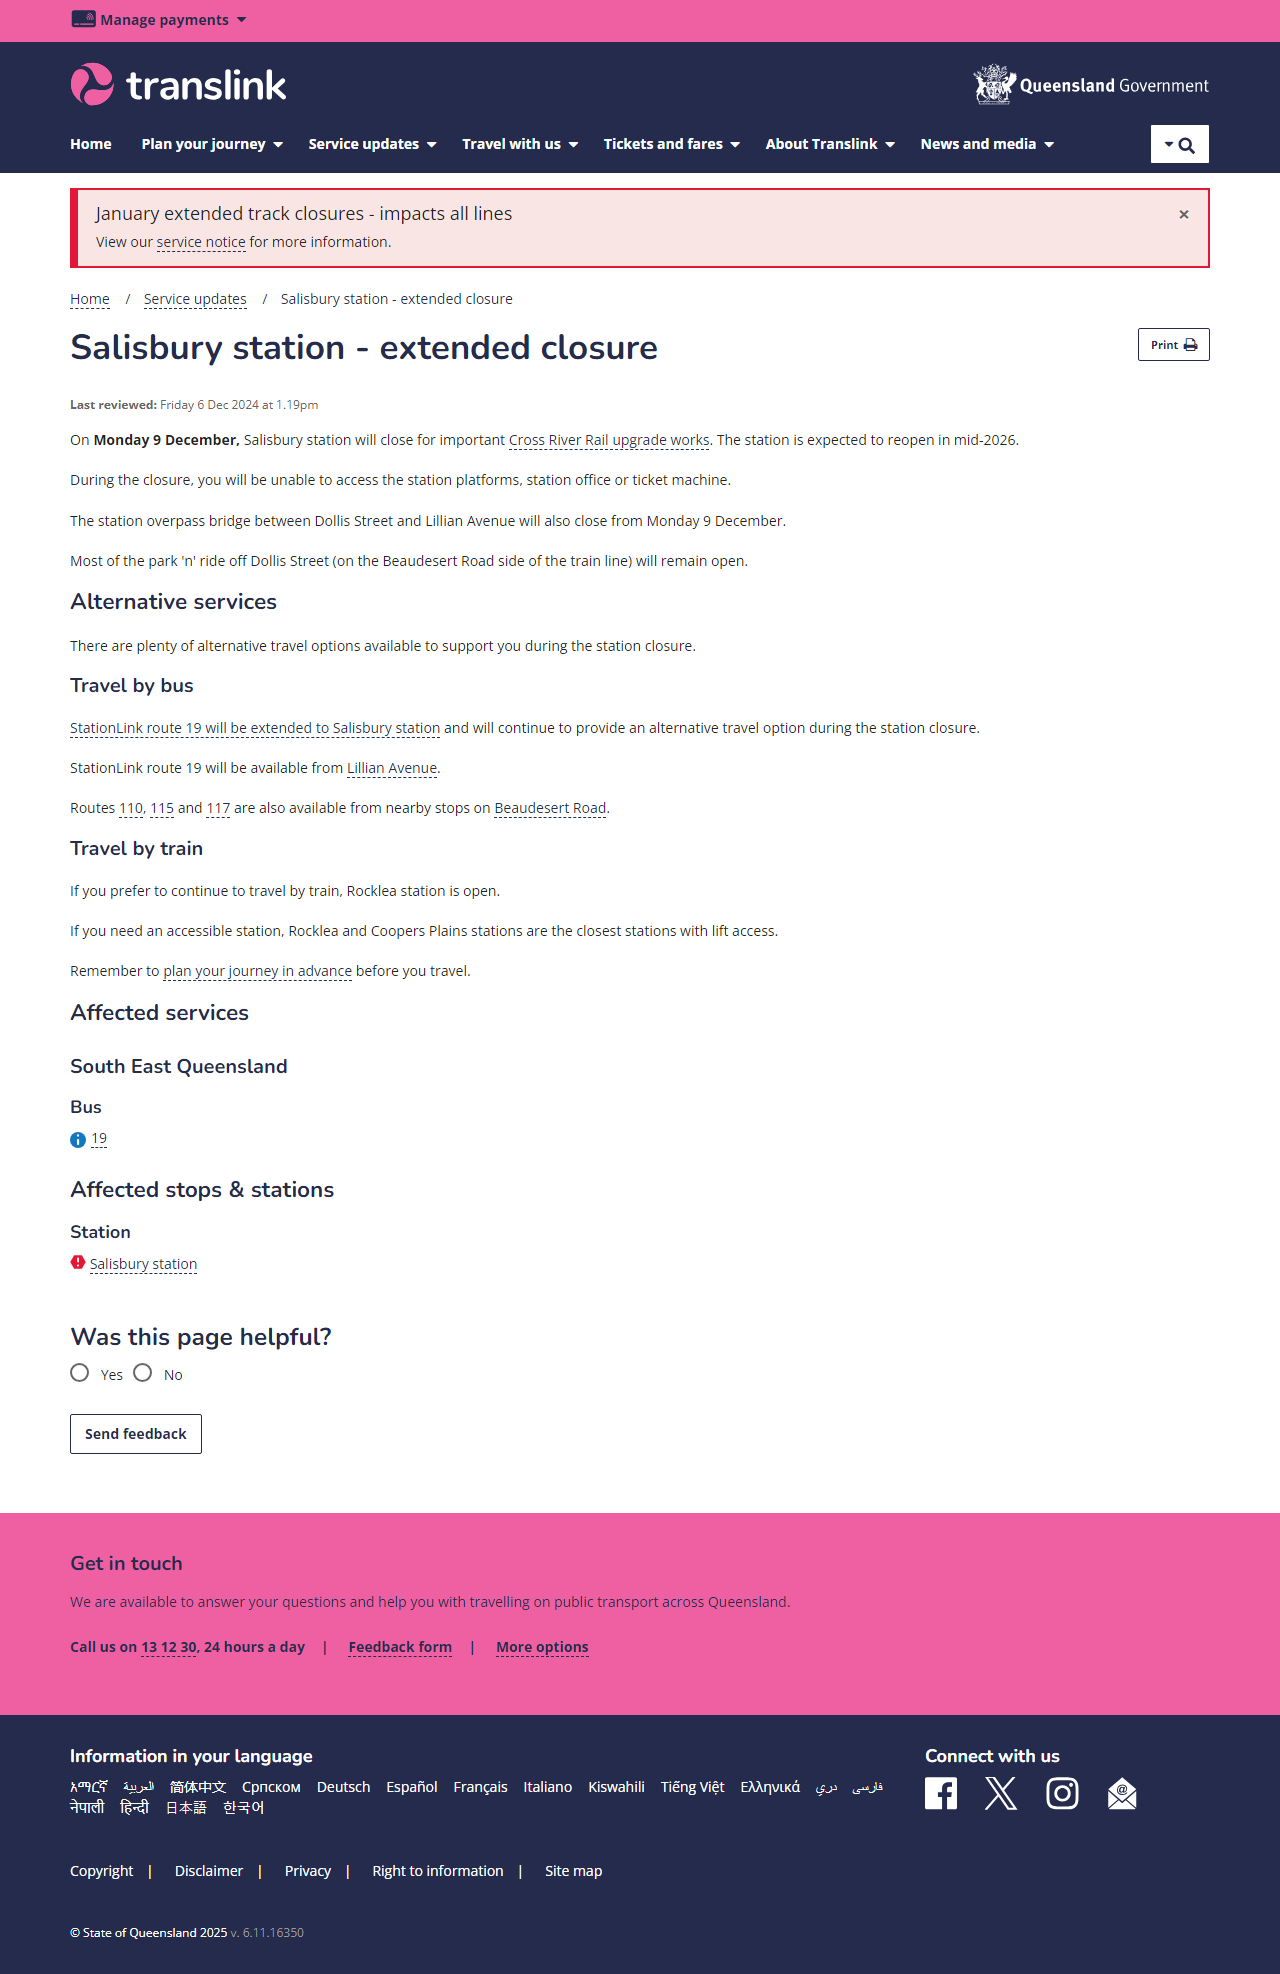 Manage payments
translink
Queensland Government
Home Plan your journey Service updates Travel with us Tickets and fares About Translink News and media
January extended track closures - impacts all lines
×
View our service notice for more information.
Home / Service updates / Salisbury station - extended closure
Salisbury station - extended closure
Print
Last reviewed: Friday 6 Dec 2024 at 1.19pm
On Monday 9 December, Salisbury station will close for important Cross River Rail upgrade works. The station is expected to reopen in mid-2026.
During the closure, you will be unable to access the station platforms, station office or ticket machine.
The station overpass bridge between Dollis Street and Lillian Avenue will also close from Monday 9 December.
Most of the park 'n' ride off Dollis Street (on the Beaudesert Road side of the train line) will remain open.
Alternative services
There are plenty of alternative travel options available to support you during the station closure.
Travel by bus
StationLink route 19 will be extended to Salisbury station and will continue to provide an alternative travel option during the station closure.
StationLink route 19 will be available from Lillian Avenue.
Routes 110, 115 and 117 are also available from nearby stops on Beaudesert Road.
Travel by train
If you prefer to continue to travel by train, Rocklea station is open.
If you need an accessible station, Rocklea and Coopers Plains stations are the closest stations with lift access.
Remember to plan your journey in advance before you travel.
Affected services
South East Queensland
Bus
19
Affected stops & stations
Station
Salisbury station
Was this page helpful?
Yes No
Send feedback
Get in touch
We are available to answer your questions and help you with travelling on public transport across Queensland.
Call us on 13 12 30, 24 hours a day | Feedback form | More options
Information in your language
አማርኛ العربية 简体中文 Српском Deutsch Español Français Italiano Kiswahili Tiếng Việt Ελληνικά دري فارسی
नेपाली हिन्दी 日本語 한국어
Connect with us
Copyright | Disclaimer | Privacy | Right to information | Site map
© State of Queensland 2025 v. 6.11.16350